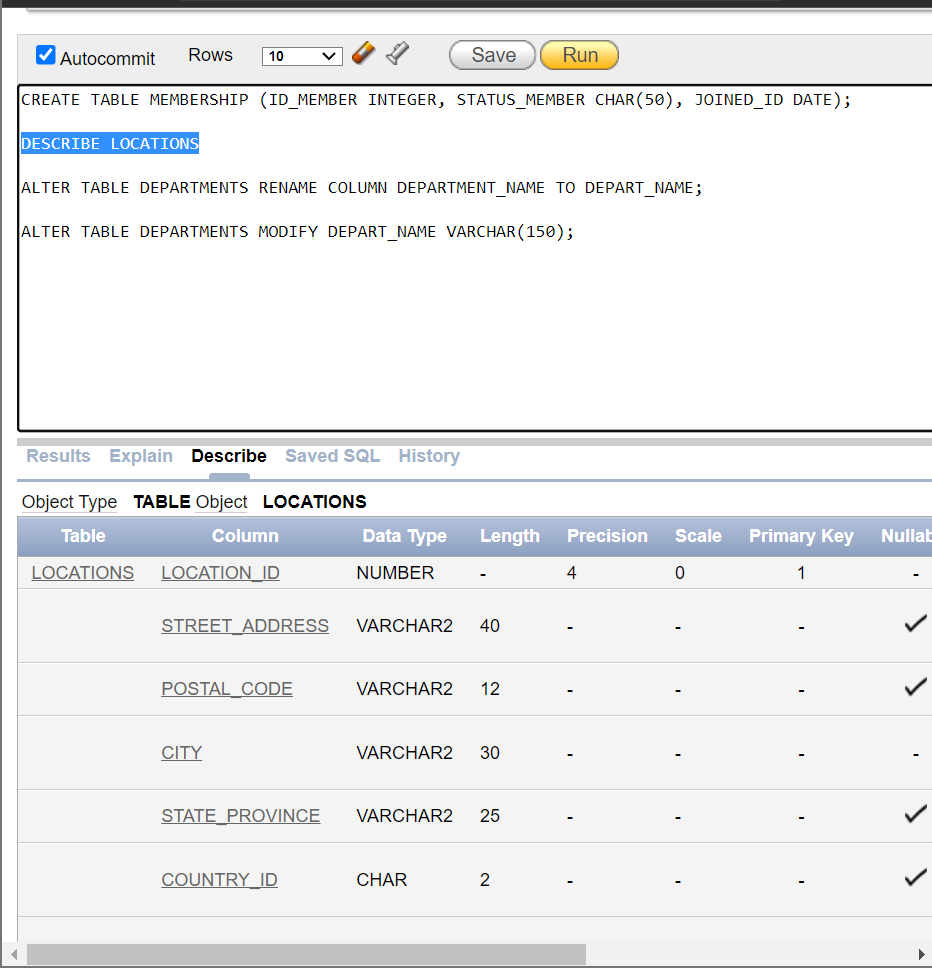 Autocommit Rows 10 Save Run
CREATE TABLE MEMBERSHIP (ID_MEMBER INTEGER, STATUS_MEMBER CHAR(50), JOINED_ID DATE);
DESCRIBE LOCATIONS
ALTER TABLE DEPARTMENTS RENAME COLUMN DEPARTMENT_NAME TO DEPART_NAME;
ALTER TABLE DEPARTMENTS MODIFY DEPART_NAME VARCHAR(150);
Results Explain Describe Saved SQL History
Object Type TABLE Object LOCATIONS
Table Column Data Type Length Precision Scale Primary Key Nullab
LOCATIONS LOCATION_ID NUMBER - 4 0 1 -
STREET_ADDRESS VARCHAR2 40 - - - ✓
POSTAL_CODE VARCHAR2 12 - - - ✓
CITY VARCHAR2 30 - - - -
STATE_PROVINCE VARCHAR2 25 - - - ✓
COUNTRY_ID CHAR 2 - - - ✓